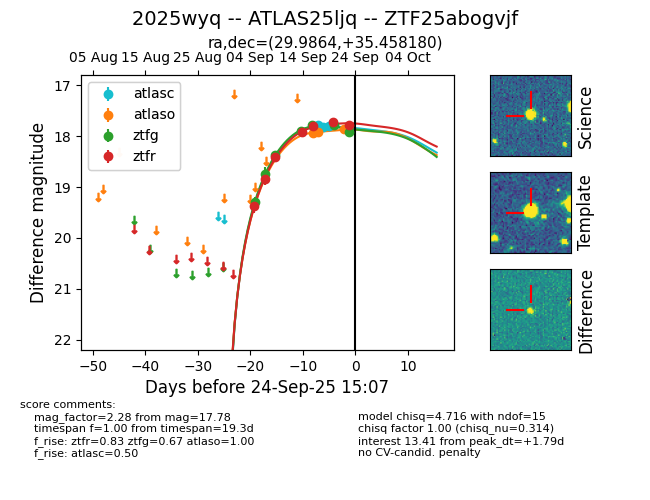 2025wyq -- ATLAS25ljq -- ZTF25abogvjf
ra,dec=(29.9864,+35.458180)
05 Aug 15 Aug 25 Aug 04 Sep 14 Sep 24 Sep 04 Oct
17
18
19
20
21
22
Difference magnitude
atlasc
atlaso
ztfg
ztfr
−50 −40 −30 −20 −10 0 10
Days before 24-Sep-25 15:07
Science
Template
Difference
score comments:
mag_factor=2.28 from mag=17.78
timespan f=1.00 from timespan=19.3d
f_rise: ztfr=0.83 ztfg=0.67 atlaso=1.00
f_rise: atlasc=0.50
model chisq=4.716 with ndof=15
chisq factor 1.00 (chisq_nu=0.314)
interest 13.41 from peak_dt=+1.79d
no CV-candid. penalty